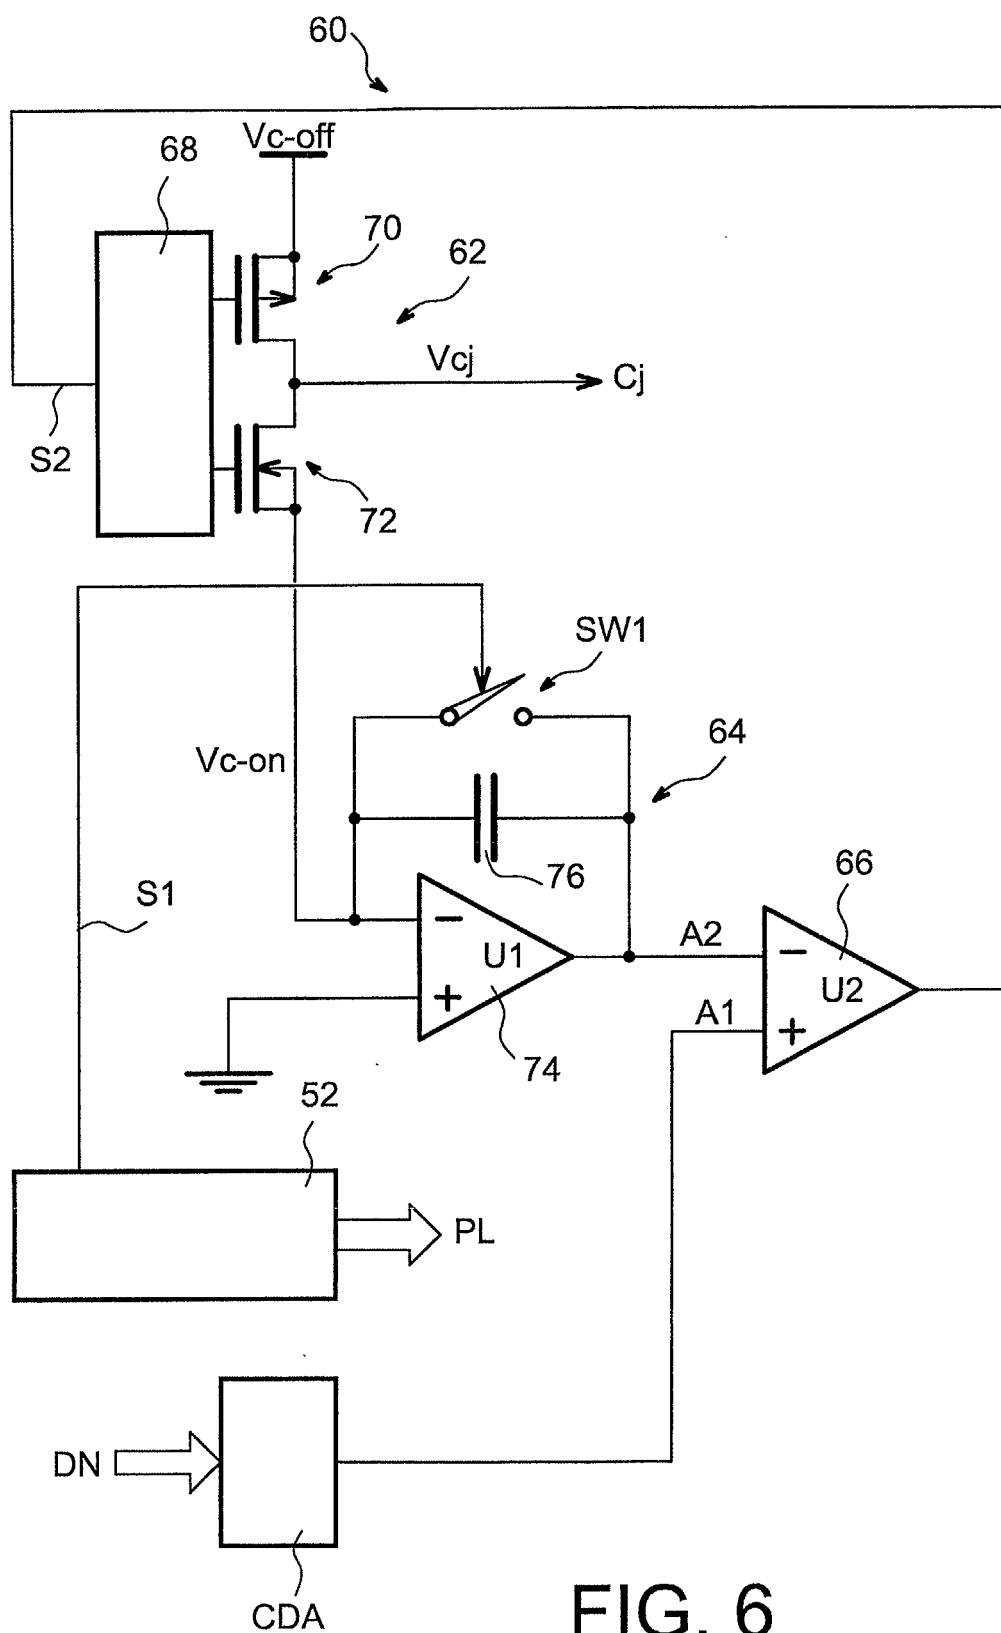 60
Vc-off
68
70
62
Vcj
Cj
S2
72
SW1
Vc-on
64
76
S1
66
A2
−
U1
−
U2
+
A1
+
74
52
PL
DN
CDA
FIG. 6